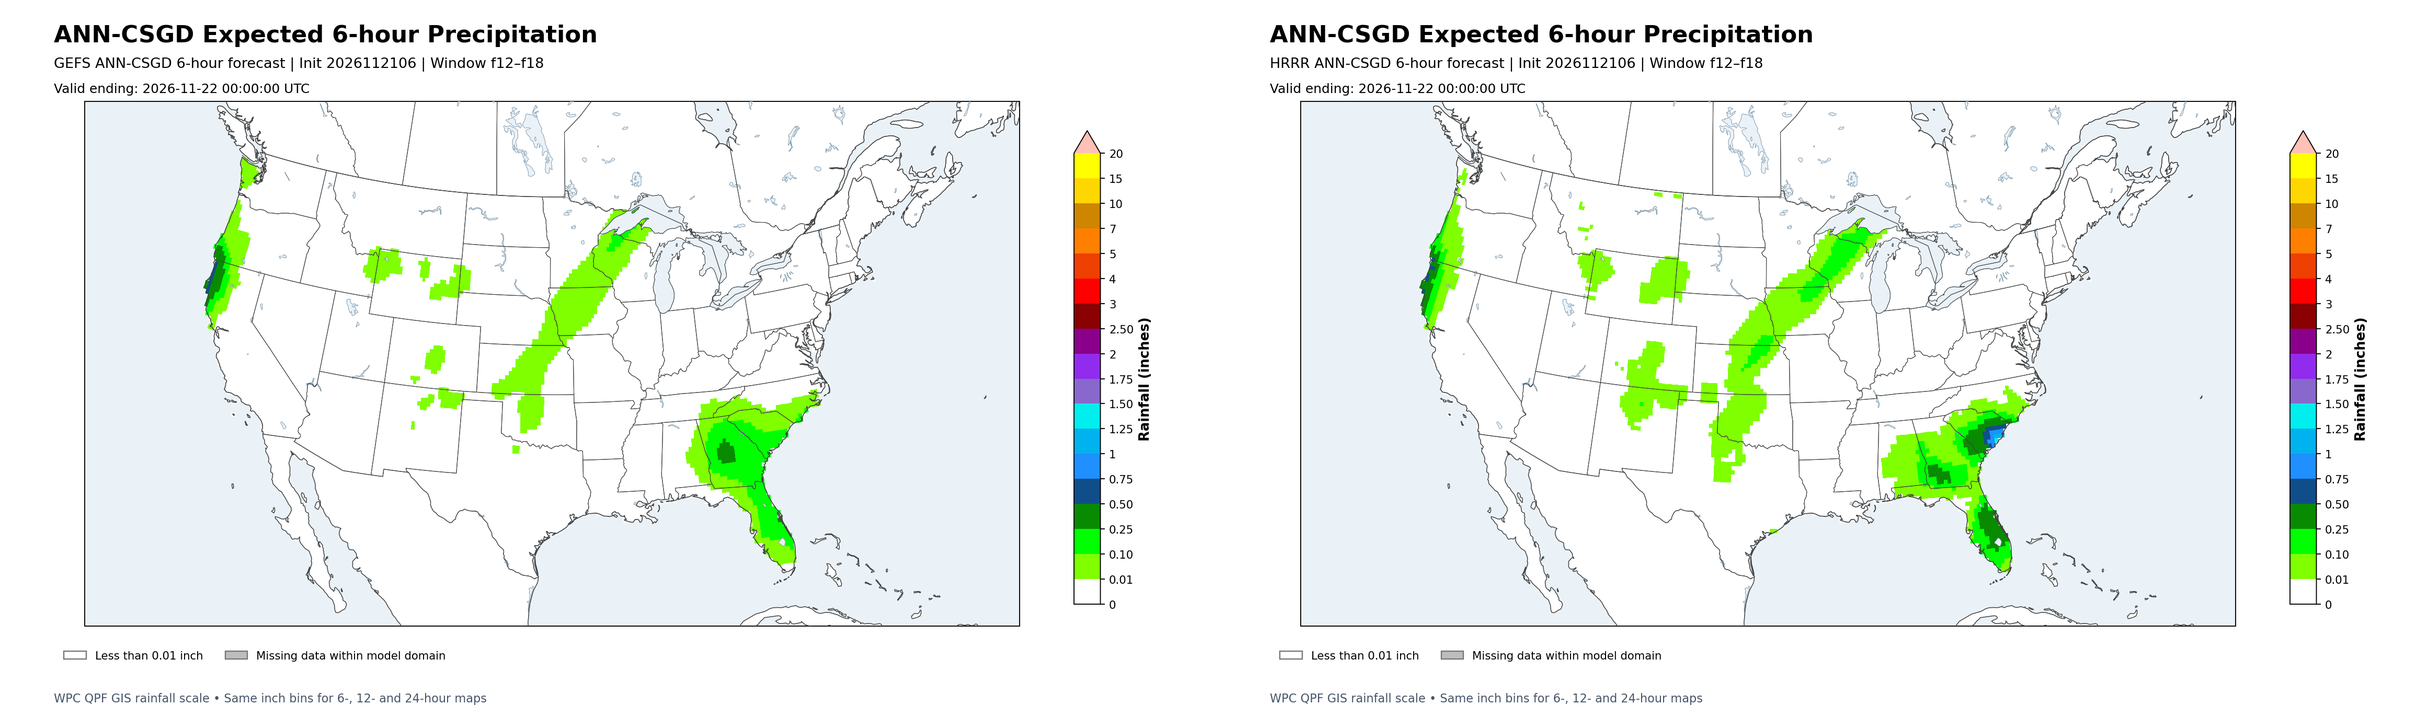 ANN-CSGD Expected 6-hour Precipitation
GEFS ANN-CSGD 6-hour forecast | Init 2026112106 | Window f12–f18
Valid ending: 2026-11-22 00:00:00 UTC
20
15
10
7
5
4
3
2.50
2
1.75
1.50
1.25
1
0.75
0.50
0.25
0.10
0.01
0
Rainfall (inches)
Less than 0.01 inch
Missing data within model domain
WPC QPF GIS rainfall scale • Same inch bins for 6-, 12- and 24-hour maps
ANN-CSGD Expected 6-hour Precipitation
HRRR ANN-CSGD 6-hour forecast | Init 2026112106 | Window f12–f18
Valid ending: 2026-11-22 00:00:00 UTC
20
15
10
7
5
4
3
2.50
2
1.75
1.50
1.25
1
0.75
0.50
0.25
0.10
0.01
0
Rainfall (inches)
Less than 0.01 inch
Missing data within model domain
WPC QPF GIS rainfall scale • Same inch bins for 6-, 12- and 24-hour maps